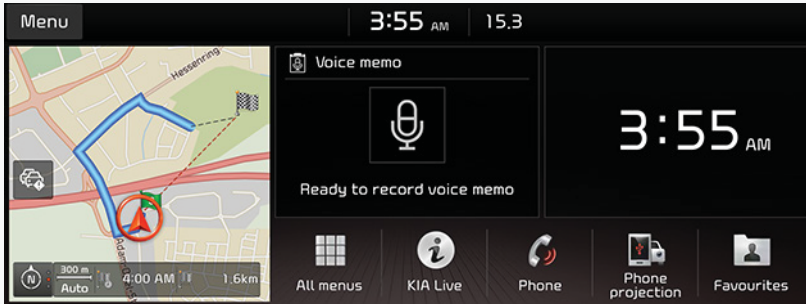 Menu
3:55 AM
15.3
Hessenring
Voice memo
Ready to record voice memo
3:55 AM
N
300 m
Auto
4:00 AM
1.6km
All menus
KIA Live
Phone
Phone
projection
Favourites